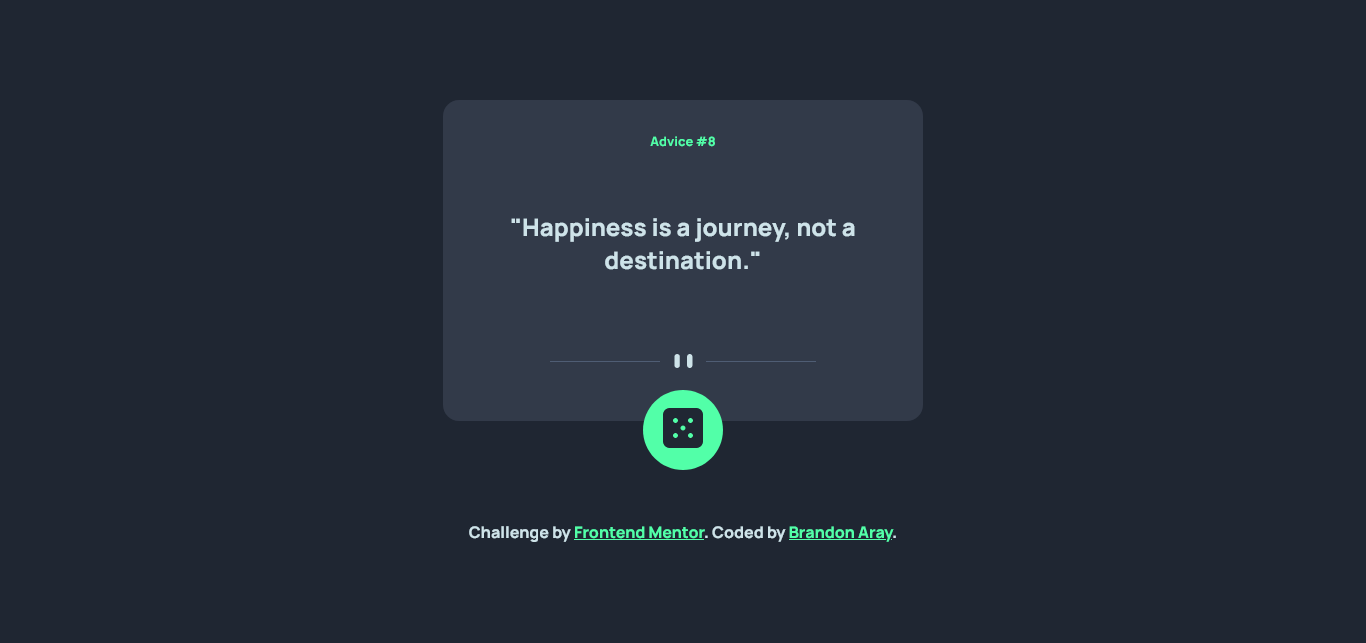 Advice #8
"Happiness is a journey, not a
destination."
Challenge by Frontend Mentor. Coded by Brandon Aray.